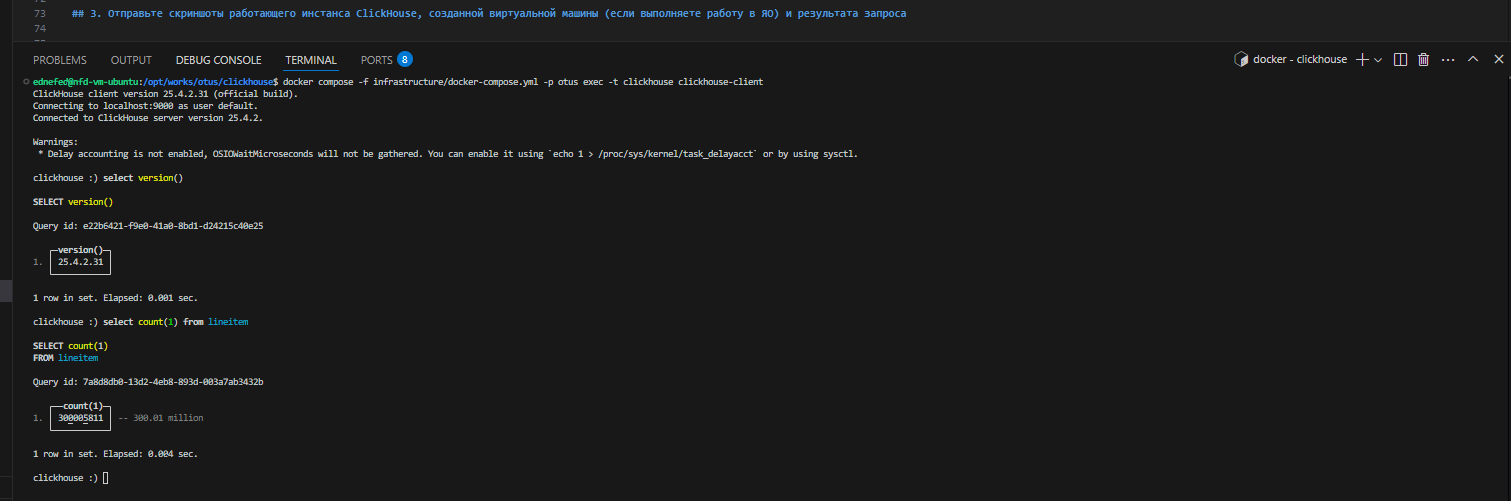 73 ## 3. Отправьте скриншоты работающего инстанса ClickHouse, созданной виртуальной машины (если выполняете работу в ЯО) и результата запроса
74
PROBLEMS OUTPUT DEBUG CONSOLE TERMINAL PORTS 8 docker - clickhouse
ednefed@nfd-vm-ubuntu:/opt/works/otus/clickhouse$ docker compose -f infrastructure/docker-compose.yml -p otus exec -t clickhouse clickhouse-client
ClickHouse client version 25.4.2.31 (official build).
Connecting to localhost:9000 as user default.
Connected to ClickHouse server version 25.4.2.
Warnings:
* Delay accounting is not enabled, OSIOWaitMicroseconds will not be gathered. You can enable it using `echo 1 > /proc/sys/kernel/task_delayacct` or by using sysctl.
clickhouse :) select version()
SELECT version()
Query id: e22b6421-f9e0-41a0-8bd1-d24215c40e25
version()
1. 25.4.2.31
1 row in set. Elapsed: 0.001 sec.
clickhouse :) select count(1) from lineitem
SELECT count(1)
FROM lineitem
Query id: 7a8d8db0-13d2-4eb8-893d-003a7ab3432b
count(1)
1. 300005811 -- 300.01 million
1 row in set. Elapsed: 0.004 sec.
clickhouse :)